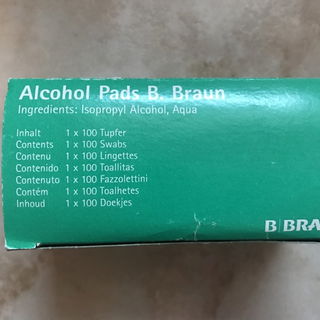 Alcohol Pads B. Braun
Ingredients: Isopropyl Alcohol, Aqua
Inhalt 1 x 100 Tupfer
Contents 1 x 100 Swabs
Contenu 1 x 100 Lingettes
Contenido 1 x 100 Toallitas
Contenuto 1 x 100 Fazzolettini
Contém 1 x 100 Toalhetes
Inhoud 1 x 100 Doekjes
B|BRA